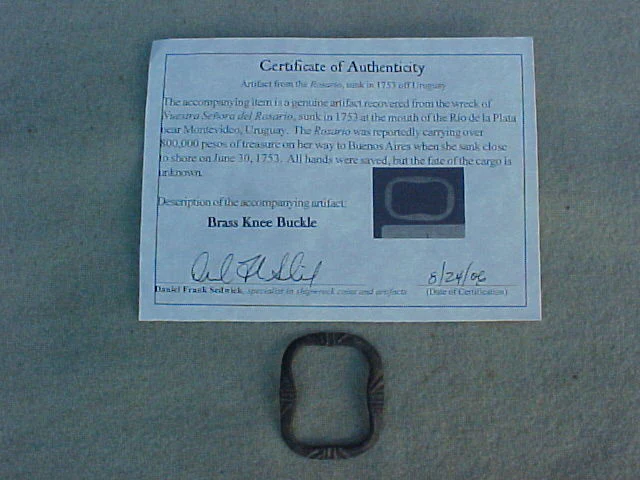 Certificate of Authenticity
Artifact from the Rosario, sunk in 1753 off Uruguay
The accompanying item is a genuine artifact recovered from the wreck of
Nuestra Señora del Rosario, sunk in 1753 at the mouth of the Río de la Plata
near Montevideo, Uruguay. The Rosario was reportedly carrying over
800,000 pesos of treasure on her way to Buenos Aires when she sank close
to shore on June 30, 1753. All hands were saved, but the fate of the cargo is
unknown.
Description of the accompanying artifact:
Brass Knee Buckle
8/24/06
Daniel Frank Sedwick, specialist in shipwreck coins and artifacts
(Date of Certification)